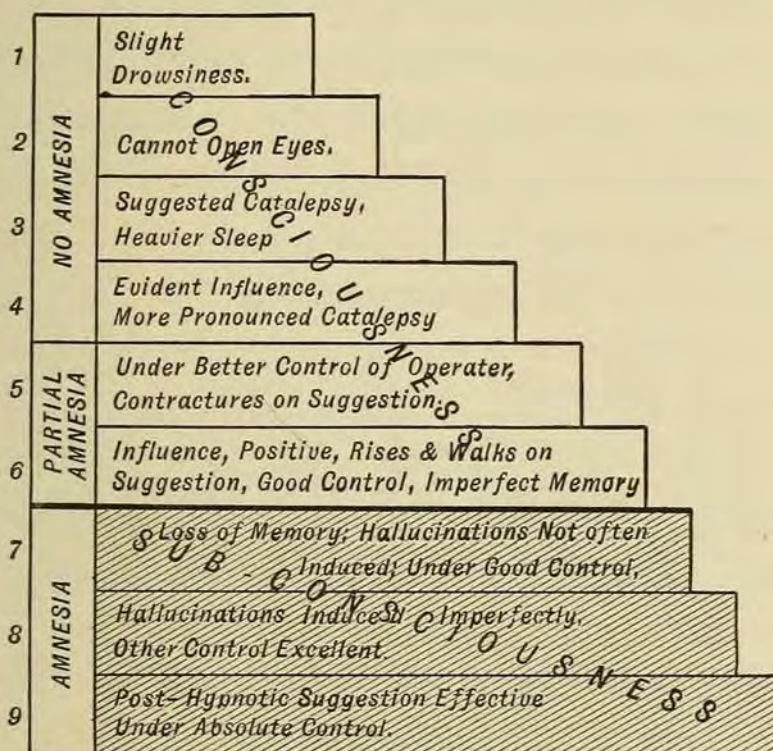 1
Slight
Drowsiness.
2
Cannot Open Eyes.
3
Suggested Catalepsy,
Heavier Sleep
4
Evident Influence,
More Pronounced Catalepsy
NO AMNESIA
CONSCIOUSNESS
5
Under Better Control of Operater,
Contractures on Suggestion.
6
Influence, Positive, Rises & Walks on
Suggestion, Good Control, Imperfect Memory
PARTIAL
AMNESIA
7
Loss of Memory; Hallucinations Not often
Induced; Under Good Control,
8
Hallucinations Induced Imperfectly.
Other Control Excellent.
9
Post-Hypnotic Suggestion Effective
Under Absolute Control.
AMNESIA
SUB-CONSCIOUSNESS